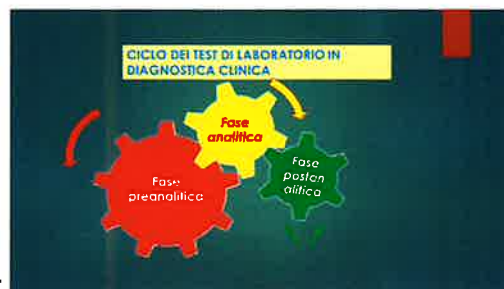 CICLO DEI TEST DI LABORATORIO IN
DIAGNOSTICA CLINICA
Fase
analitica
Fase
preanalitica
Fase
postan
alitica